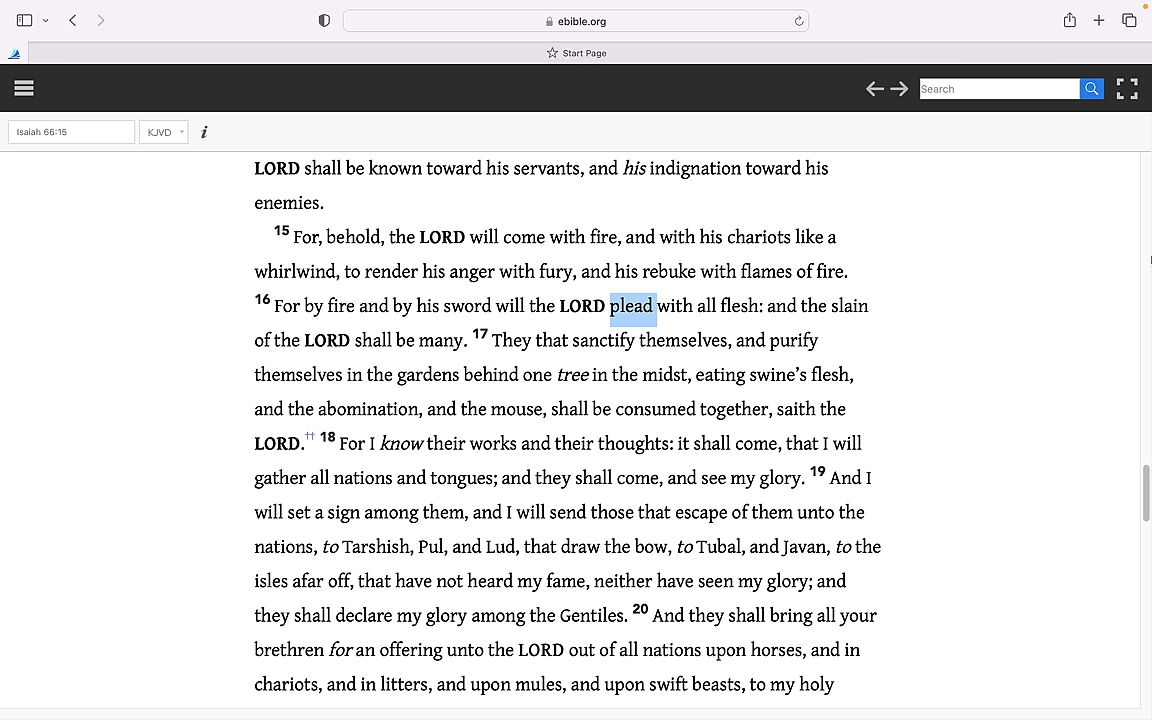 ebible.org
Start Page
Search
Isaiah 66:15
KJVD
i
LORD shall be known toward his servants, and his indignation toward his
enemies.
15 For, behold, the LORD will come with fire, and with his chariots like a
whirlwind, to render his anger with fury, and his rebuke with flames of fire.
16 For by fire and by his sword will the LORD plead with all flesh: and the slain
of the LORD shall be many. 17 They that sanctify themselves, and purify
themselves in the gardens behind one tree in the midst, eating swine’s flesh,
and the abomination, and the mouse, shall be consumed together, saith the
LORD.†† 18 For I know their works and their thoughts: it shall come, that I will
gather all nations and tongues; and they shall come, and see my glory. 19 And I
will set a sign among them, and I will send those that escape of them unto the
nations, to Tarshish, Pul, and Lud, that draw the bow, to Tubal, and Javan, to the
isles afar off, that have not heard my fame, neither have seen my glory; and
they shall declare my glory among the Gentiles. 20 And they shall bring all your
brethren for an offering unto the LORD out of all nations upon horses, and in
chariots, and in litters, and upon mules, and upon swift beasts, to my holy